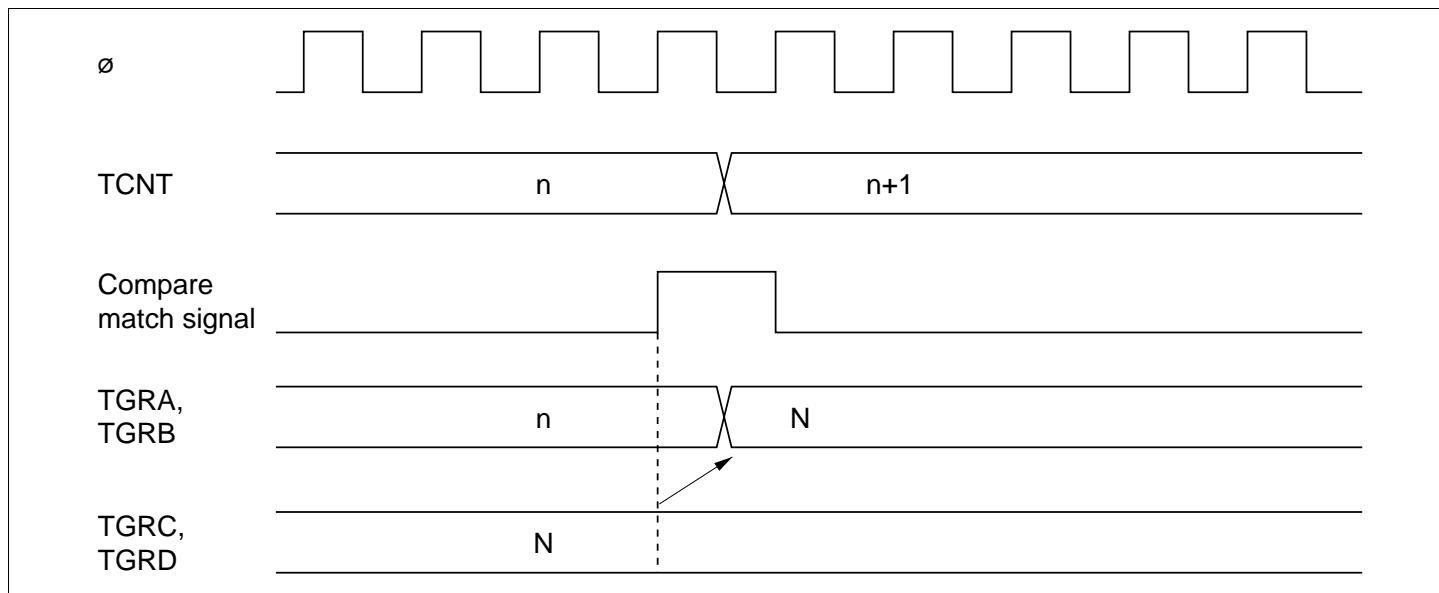 ø
TCNT
n
n+1
Compare
match signal
TGRA,
TGRB
n
N
TGRC,
TGRD
N